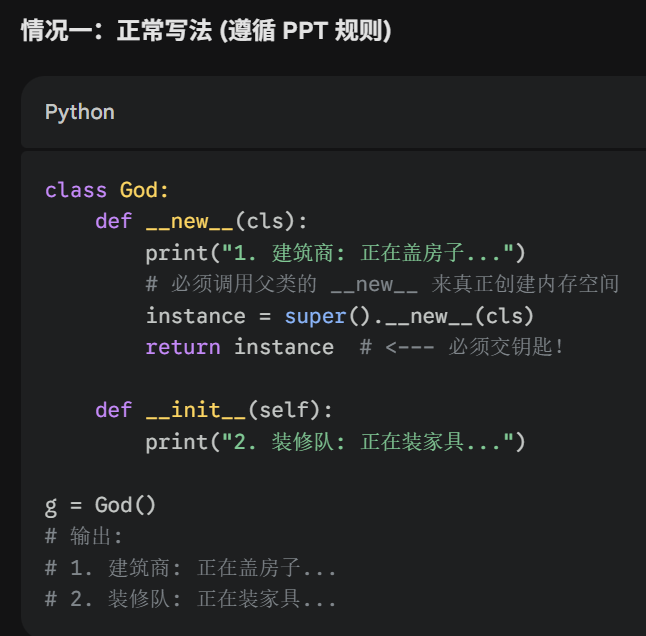 情况一：正常写法 (遵循 PPT 规则)
Python
class God:
    def __new__(cls):
        print("1. 建筑商: 正在盖房子...")
        # 必须调用父类的 __new__ 来真正创建内存空间
        instance = super().__new__(cls)
        return instance  # <--- 必须交钥匙！
    def __init__(self):
        print("2. 装修队: 正在装家具...")
g = God()
# 输出:
# 1. 建筑商: 正在盖房子...
# 2. 装修队: 正在装家具...